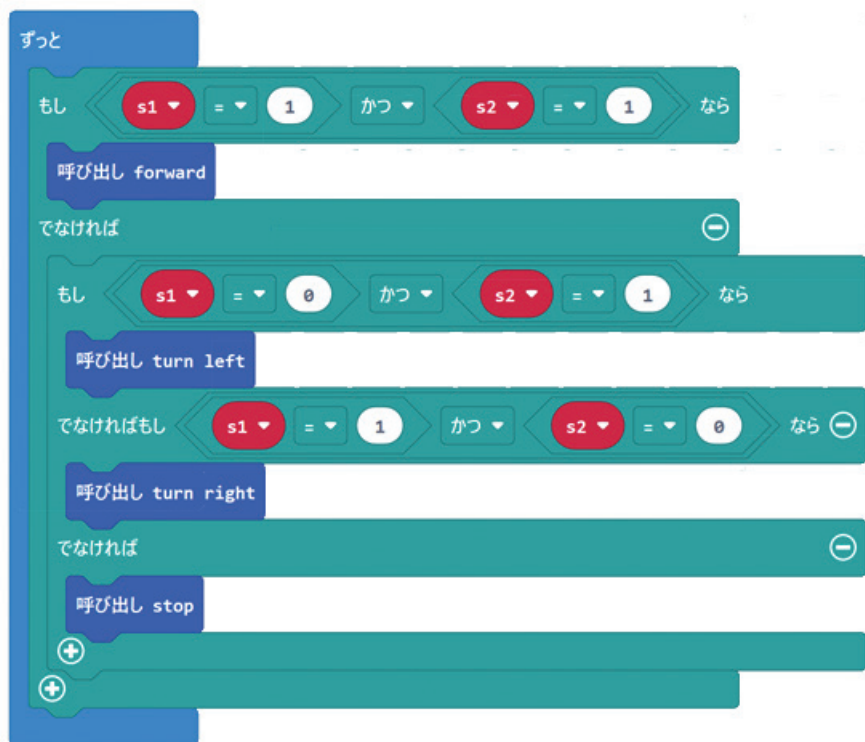 ずっと
もし s1 = 1 かつ s2 = 1 なら
呼び出し forward
でなければ
もし s1 = 0 かつ s2 = 1 なら
呼び出し turn left
でなければもし s1 = 1 かつ s2 = 0 なら
呼び出し turn right
でなければ
呼び出し stop